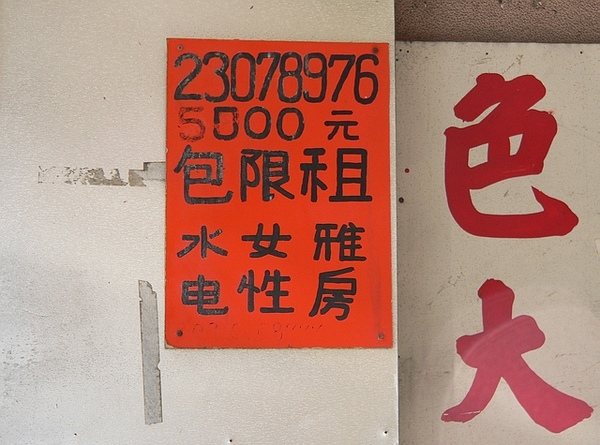 23078976
5000元
租雅房
限女性
包水电
色大